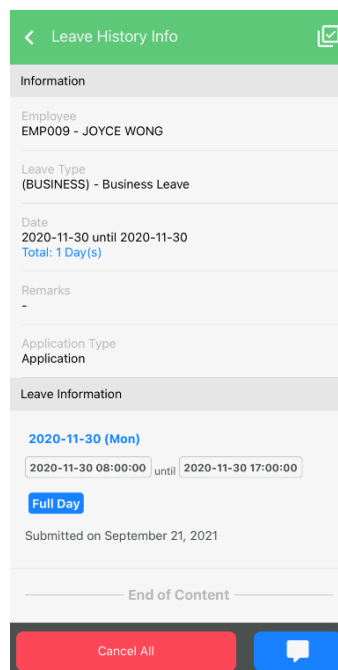 Leave History Info
Information
Employee
EMP009 - JOYCE WONG
Leave Type
(BUSINESS) - Business Leave
Date
2020-11-30 until 2020-11-30
Total: 1 Day(s)
Remarks
-
Application Type
Application
Leave Information
2020-11-30 (Mon)
2020-11-30 08:00:00 until 2020-11-30 17:00:00
Full Day
Submitted on September 21, 2021
End of Content
Cancel All